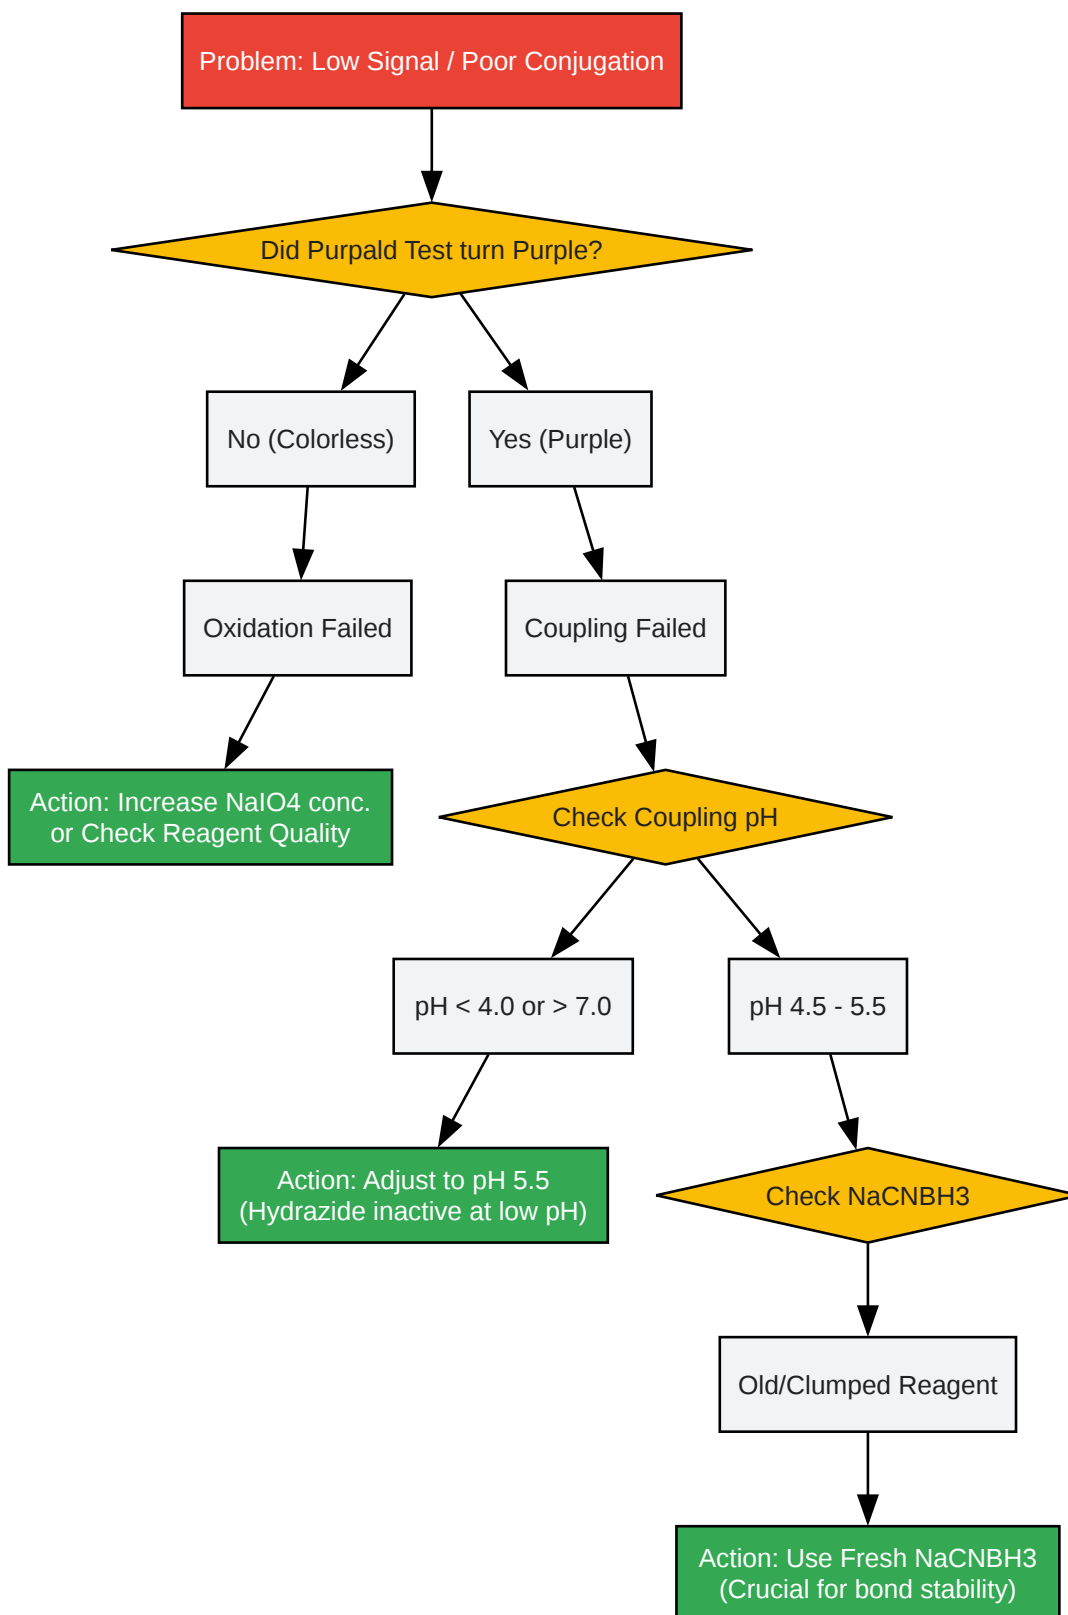 Problem: Low Signal / Poor Conjugation
Did Purpald Test turn Purple?
No (Colorless)
Yes (Purple)
Oxidation Failed
Coupling Failed
Action: Increase NaIO4 conc.
or Check Reagent Quality
Check Coupling pH
pH < 4.0 or > 7.0
pH 4.5 - 5.5
Action: Adjust to pH 5.5
(Hydrazide inactive at low pH)
Check NaCNBH3
Old/Clumped Reagent
Action: Use Fresh NaCNBH3
(Crucial for bond stability)